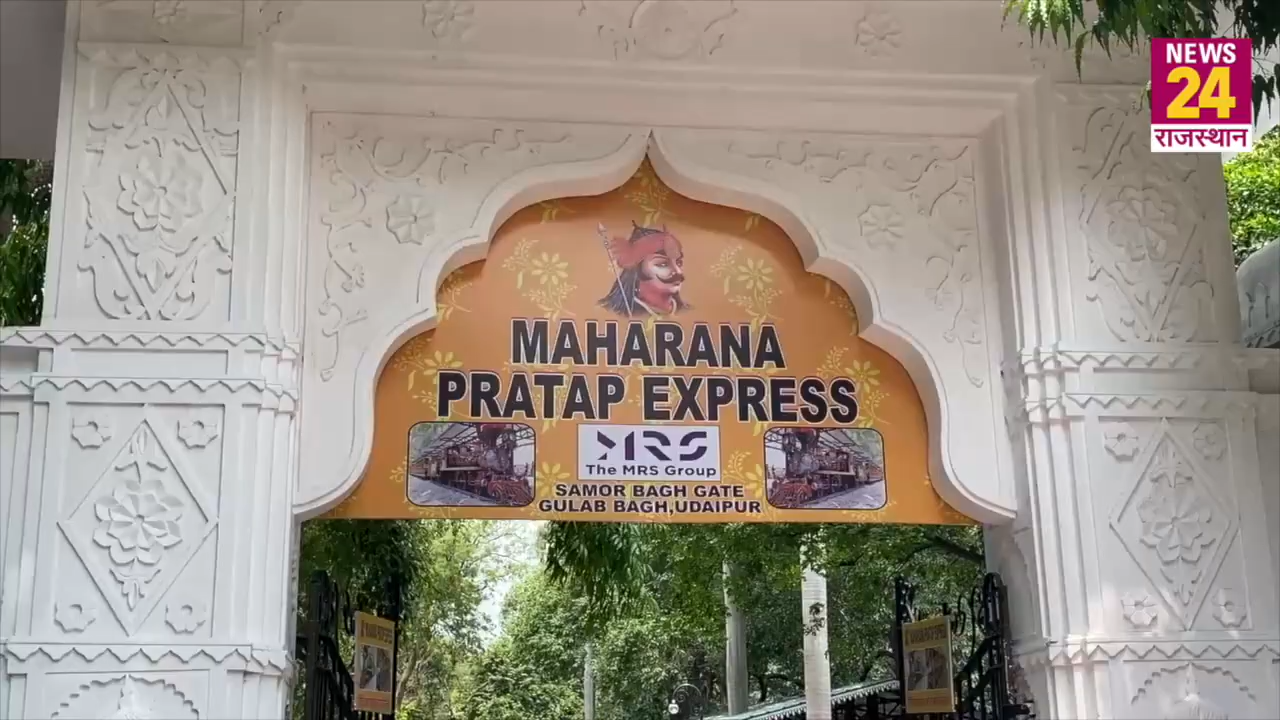 NEWS
24
राजस्थान
MAHARANA
PRATAP EXPRESS
MRS
The MRS Group
SAMOR BAGH GATE
GULAB BAGH,UDAIPUR